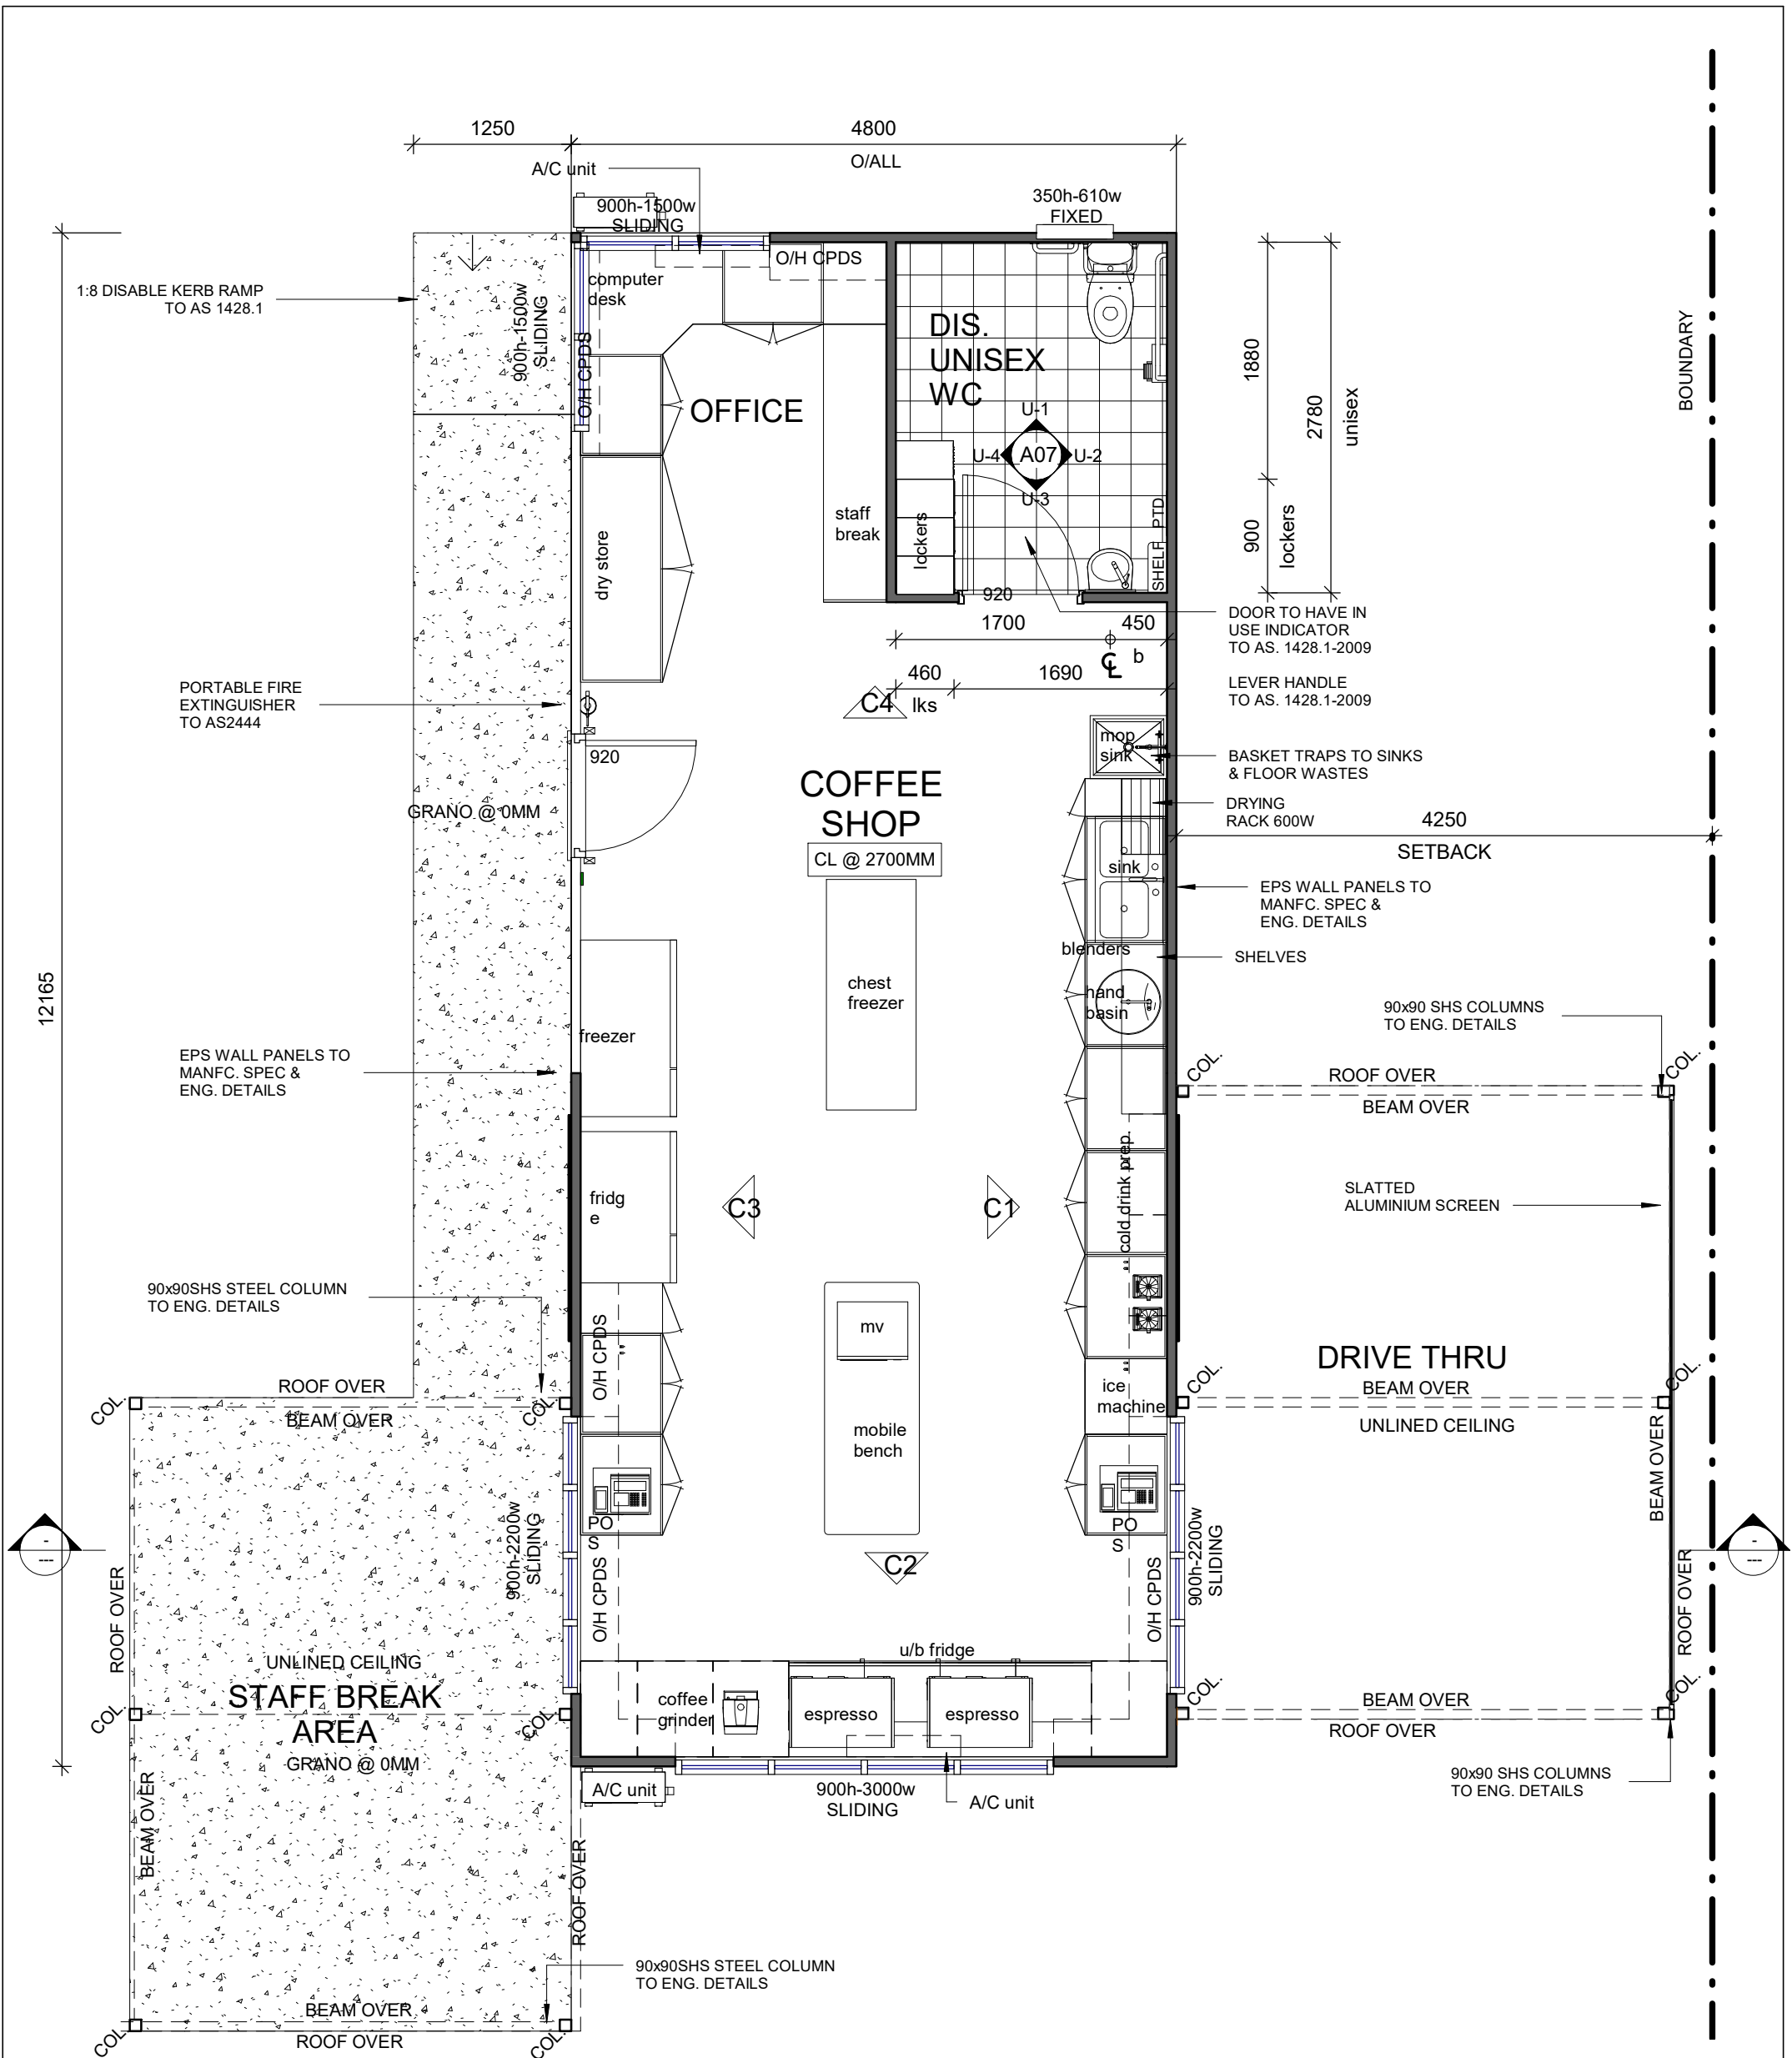 1250
4800
O/ALL
A/C unit
900h-1500w
SLIDING
350h-610w
FIXED
O/H CPDS
computer
desk
1:8 DISABLE KERB RAMP
TO AS 1428.1
900h-1500w
SLIDING
O/H CPDS
DIS.
UNISEX
WC
OFFICE
U-1
U-4
A07
U-2
U-3
1880
2780
unisex
BOUNDARY
staff
break
lockers
PTD
SHELF
900
lockers
dry store
920
1700
450
DOOR TO HAVE IN
USE INDICATOR
TO AS. 1428.1-2009
b
460
1690
LEVER HANDLE
TO AS. 1428.1-2009
PORTABLE FIRE
EXTINGUISHER
TO AS2444
C4
lks
mop
sink
BASKET TRAPS TO SINKS
& FLOOR WASTES
920
COFFEE
SHOP
CL @ 2700MM
GRANO @ 0MM
DRYING
RACK 600W
4250
SETBACK
sink
EPS WALL PANELS TO
MANFC. SPEC &
ENG. DETAILS
blenders
SHELVES
12165
chest
freezer
hand
basin
freezer
90x90 SHS COLUMNS
TO ENG. DETAILS
EPS WALL PANELS TO
MANFC. SPEC &
ENG. DETAILS
COL.
COL.
ROOF OVER
BEAM OVER
cold drink prep.
fridg
e
C3
C1
SLATTED
ALUMINIUM SCREEN
90x90SHS STEEL COLUMN
TO ENG. DETAILS
mv
O/H CPDS
DRIVE THRU
ROOF OVER
BEAM OVER
COL.
COL.
ice
machine
COL.
COL.
BEAM OVER
UNLINED CEILING
mobile
bench
BEAM OVER
PO
S
PO
S
900h-2200w
SLIDING
900h-2200w
SLIDING
-
---
-
---
C2
O/H CPDS
O/H CPDS
ROOF OVER
ROOF OVER
u/b fridge
UNLINED CEILING
STAFF BREAK
AREA
GRANO @ 0MM
COL.
COL.
coffee
grinder
espresso
espresso
COL.
COL.
BEAM OVER
ROOF OVER
A/C unit
900h-3000w
SLIDING
A/C unit
90x90 SHS COLUMNS
TO ENG. DETAILS
BEAM OVER
ROOF OVER
90x90SHS STEEL COLUMN
TO ENG. DETAILS
BEAM OVER
ROOF OVER
COL.
COL.